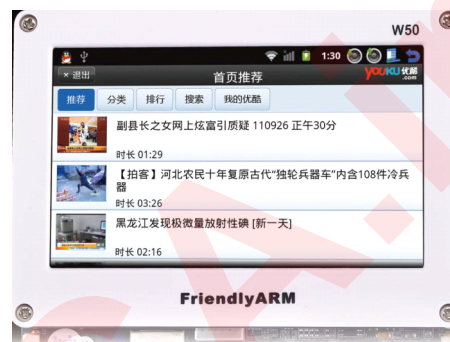 W50
1:30
× 退出
首页推荐
YOUKU 优酷
.com
推荐 分类 排行 搜索 我的优酷
副县长之女网上炫富引质疑 110926 正午30分
时长 01:29
【拍客】河北农民十年复原古代“独轮兵器车”内含108件冷兵
器
时长 03:26
黑龙江发现极微量放射性碘 [新一天]
时长 02:16
FriendlyARM